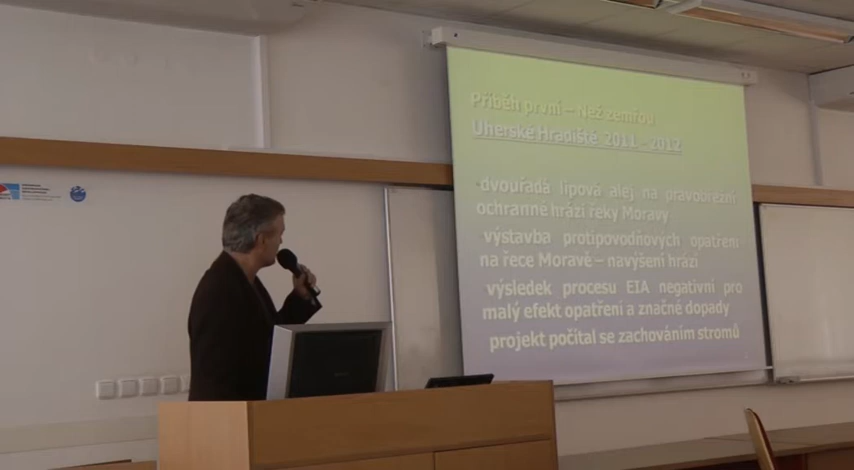 Příběh první – Než zemřou
Uherské Hradiště 2011 - 2012
dvouřadá lipová alej na pravobřežní
ochranné hrázi řeky Moravy
výstavba protipovodňových opatření
na řece Moravě – navýšení hrází
výsledek procesu EIA negativní pro
malý efekt opatření a značné dopady
projekt počítal se zachováním stromů